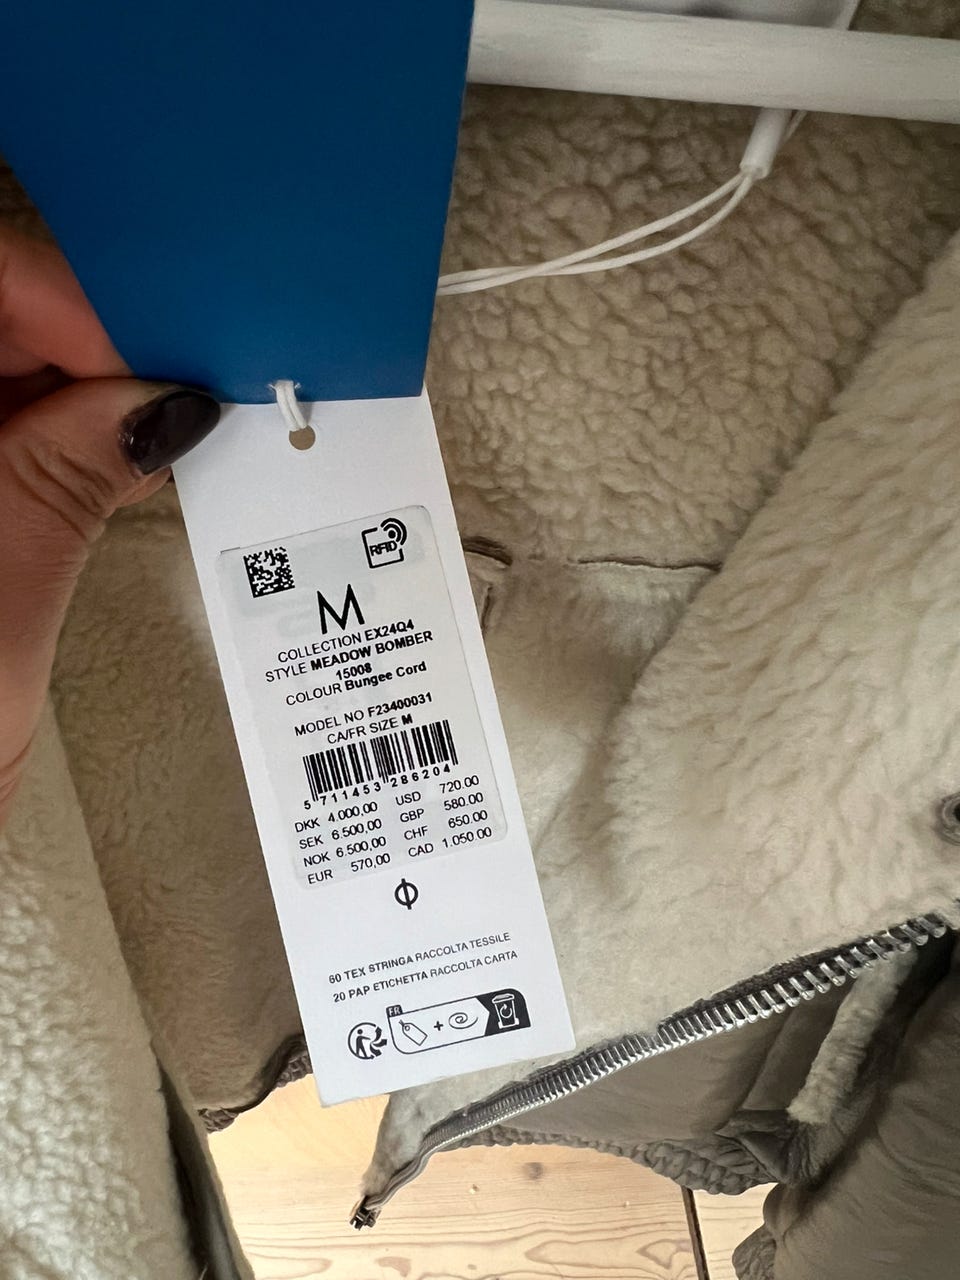 RFID
M
COLLECTION EX24Q4
STYLE MEADOW BOMBER
15008
COLOUR Bungee Cord
MODEL NO F23400031
CA/FR SIZE M
5 711453 286204
DKK 4.000,00 USD 720.00
SEK 6.500,00 GBP 580.00
NOK 6.500,00 CHF 650.00
EUR 570,00 CAD 1.050.00
60 TEX STRINGA RACCOLTA TESSILE
20 PAP ETICHETTA RACCOLTA CARTA
FR
+